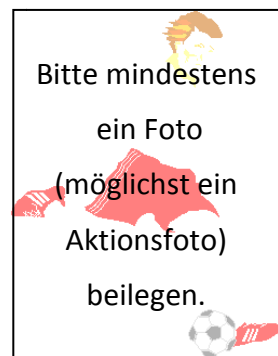 Bitte mindestens
ein Foto
(möglichst ein
Aktionsfoto)
beilegen.